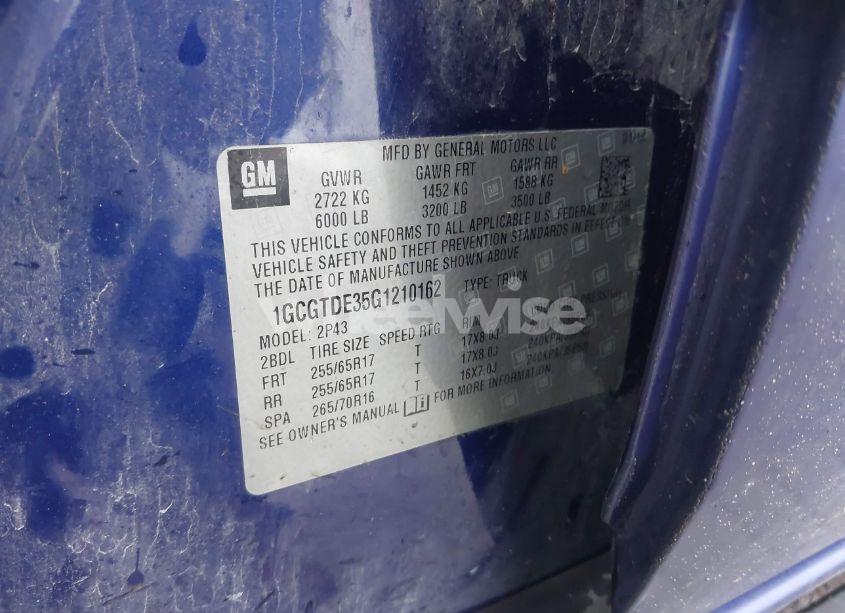 GM
MFD BY GENERAL MOTORS LLC
GVWR GAWR FRT GAWR RR
2722 KG 1452 KG 1588 KG
6000 LB 3200 LB 3500 LB
THIS VEHICLE CONFORMS TO ALL APPLICABLE U.S. FEDERAL MOTOR
VEHICLE SAFETY AND THEFT PREVENTION STANDARDS IN EFFECT ON
THE DATE OF MANUFACTURE SHOWN ABOVE
1GCGTDE35G1210162 TYPE: TRUCK
MODEL: 2P43
2BDL TIRE SIZE SPEED RTG
FRT 255/65R17 T 17X8.0J
RR 255/65R17 T 17X8.0J
SPA 265/70R16 T 16X7.0J
SEE OWNER'S MANUAL FOR MORE INFORMATION
wheelwise